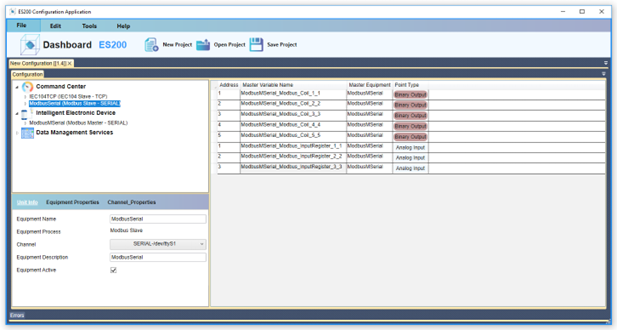 ES200 Configuration Application
File Edit Tools Help
Dashboard ES200 New Project Open Project Save Project
New Configuration [[1.4]]
Configuration
Command Center
IEC104TCP (IEC104 Slave - TCP)
ModbusSerial (Modbus Slave - SERIAL)
Intelligent Electronic Device
ModbusMSerial (Modbus Master - SERIAL)
Data Management Services
Address Master Variable Name Master Equipment Point Type
1 ModbusMSerial_Modbus_Coil_1_1 ModbusMSerial Binary Output
2 ModbusMSerial_Modbus_Coil_2_2 ModbusMSerial Binary Output
3 ModbusMSerial_Modbus_Coil_3_3 ModbusMSerial Binary Output
4 ModbusMSerial_Modbus_Coil_4_4 ModbusMSerial Binary Output
5 ModbusMSerial_Modbus_Coil_5_5 ModbusMSerial Binary Output
1 ModbusMSerial_Modbus_InputRegister_1_1 ModbusMSerial Analog Input
2 ModbusMSerial_Modbus_InputRegister_2_2 ModbusMSerial Analog Input
3 ModbusMSerial_Modbus_InputRegister_3_3 ModbusMSerial Analog Input
Unit Info Equipment Properties Channel_Properties
Equipment Name ModbusSerial
Equipment Process Modbus Slave
Channel SERIAL-/dev/ttyS1
Equipment Description ModbusSerial
Equipment Active
Errors